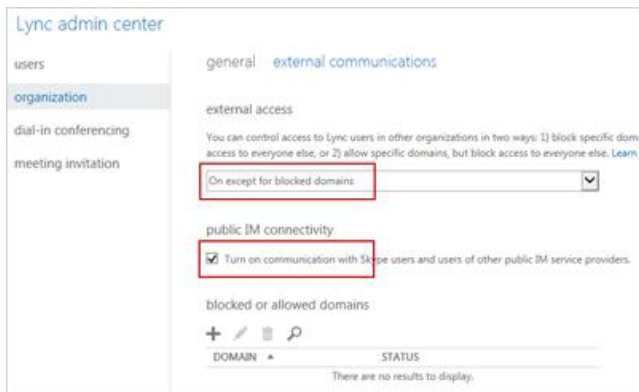 Lync admin center
users
organization
dial-in conferencing
meeting invitation
general external communications
external access
You can control access to Lync users in other organizations in two ways: 1) block specific dom
access to everyone else, or 2) allow specific domains, but block access to everyone else. Learn
On except for blocked domains
public IM connectivity
Turn on communication with Skype users and users of other public IM service providers.
blocked or allowed domains
DOMAIN STATUS
There are no results to display.